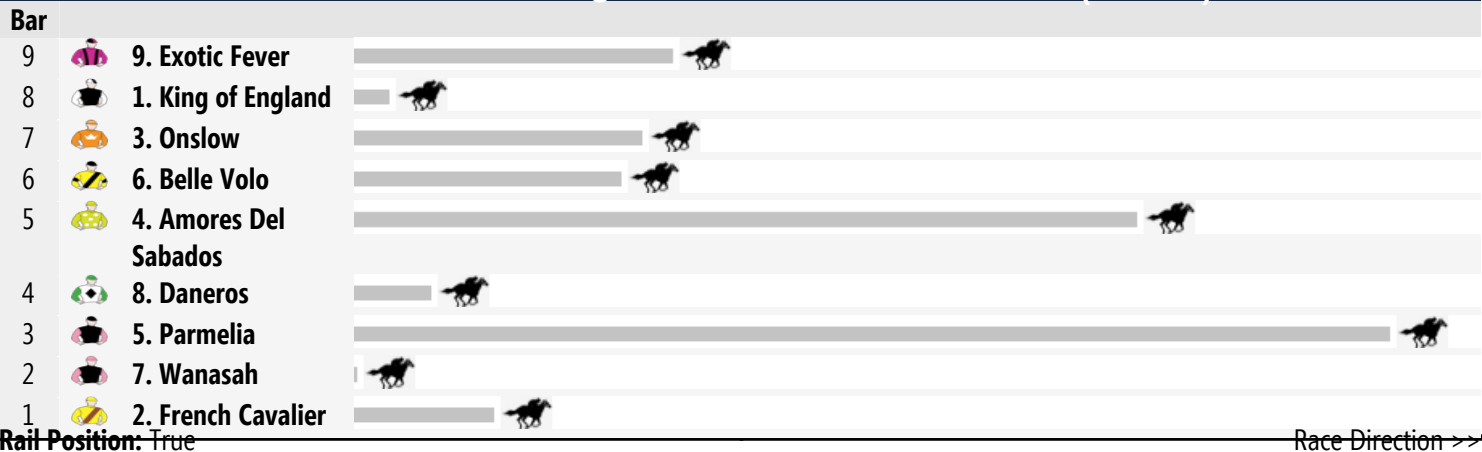 Bar
9 9. Exotic Fever
8 1. King of England
7 3. Onslow
6 6. Belle Volo
5 4. Amores Del
Sabados
4 8. Daneros
3 5. Parmelia
2 7. Wanasah
1 2. French Cavalier
Rail Position: True Race Direction >>